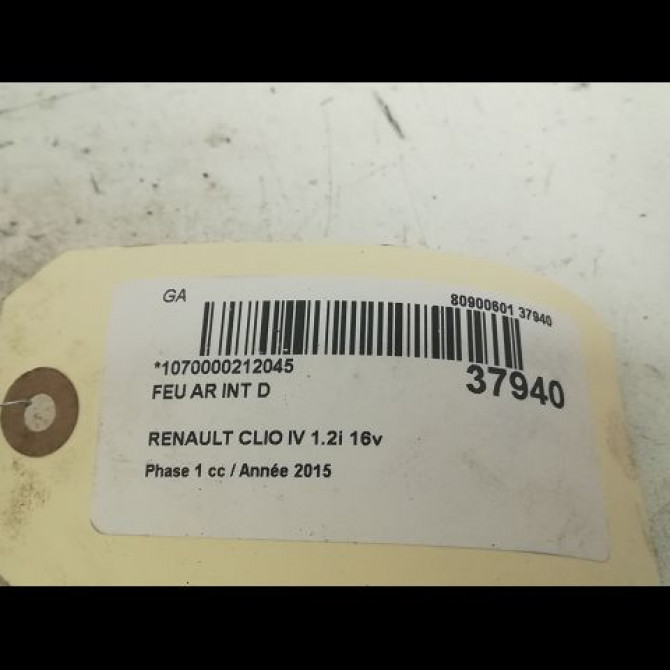 GA
80900601 37940
*1070000212045
37940
FEU AR INT D
RENAULT CLIO IV 1.2i 16v
Phase 1 cc / Année 2015